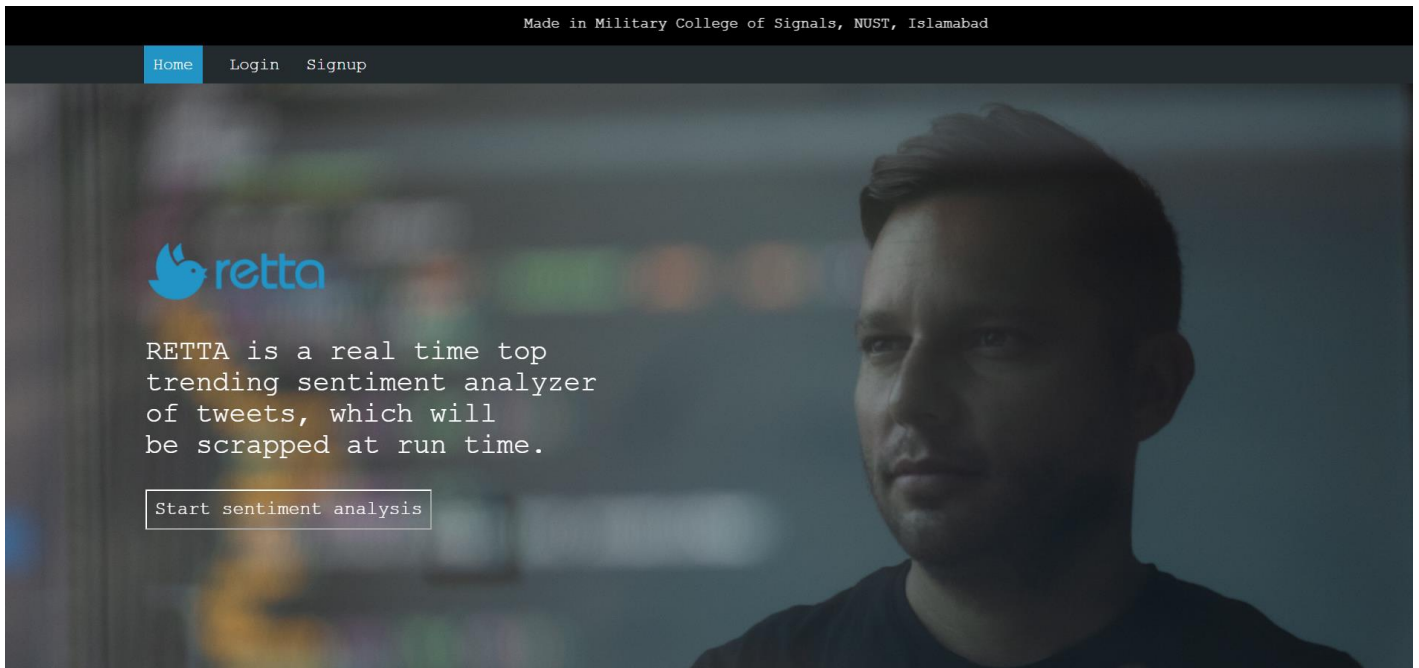 Made in Military College of Signals, NUST, Islamabad
Home Login Signup
retta
RETTA is a real time top
trending sentiment analyzer
of tweets, which will
be scrapped at run time.
Start sentiment analysis